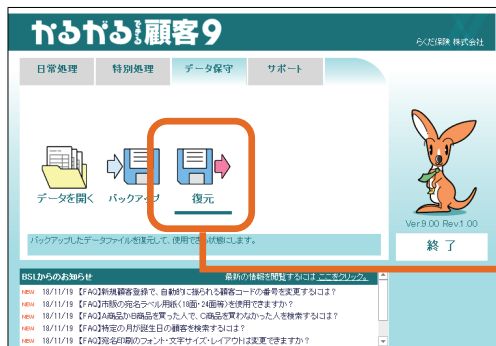 かるがるできる顧客9
らくだ保険 株式会社
日常処理 特別処理 データ保守 サポート
データを開く バックアップ 復元
Ver.9.00 Rev.1.00
バックアップしたデータファイルを復元して、使用できる状態にします。
終了
BSLからのお知らせ 最新の情報を閲覧するには ここをクリック。
NEW 18/11/19 【FAQ】新規顧客登録で、自動的に振られる顧客コードの番号を変更するには？
NEW 18/11/19 【FAQ】市販の宛名ラベル用紙(18面・24面等)を使用できますか？
NEW 18/11/19 【FAQ】A商品かB商品を買った人で、C商品を買わなかった人を検索するには？
NEW 18/11/19 【FAQ】特定の月が誕生日の顧客を検索するには？
NEW 18/11/19 【FAQ】宛名印刷のフォント・文字サイズ・レイアウトは変更できますか？